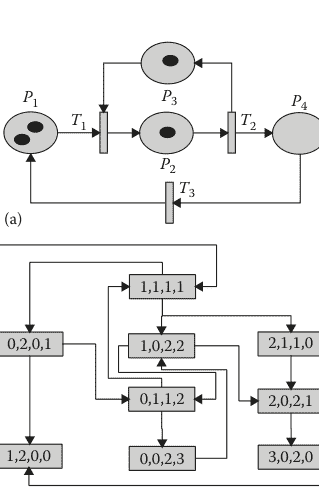 P1
P3
P4
T1
T2
P2
T3
(a)
1,1,1,1
0,2,0,1
1,0,2,2
2,1,1,0
0,1,1,2
2,0,2,1
1,2,0,0
0,0,2,3
3,0,2,0